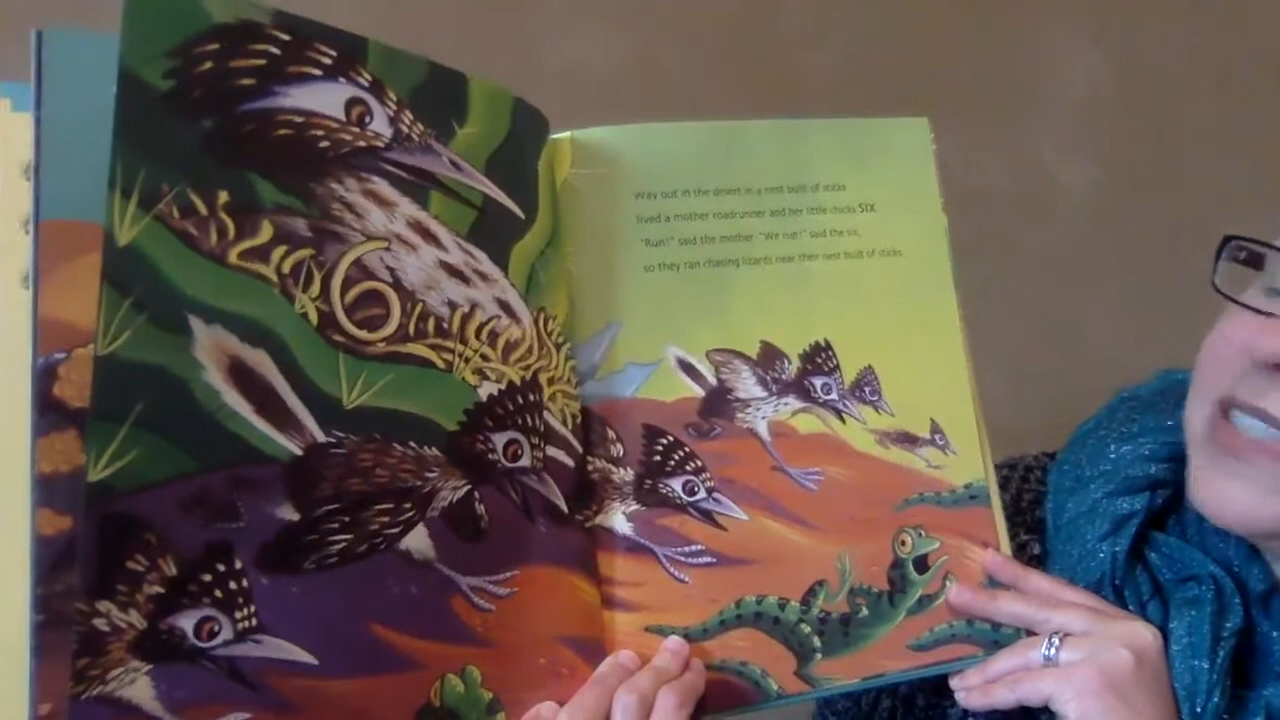 6
Way out in the desert in a nest built of sticks
lived a mother roadrunner and her little chicks SIX.
"Run!" said the mother. "We run!" said the six,
so they ran chasing lizards near their nest built of sticks.